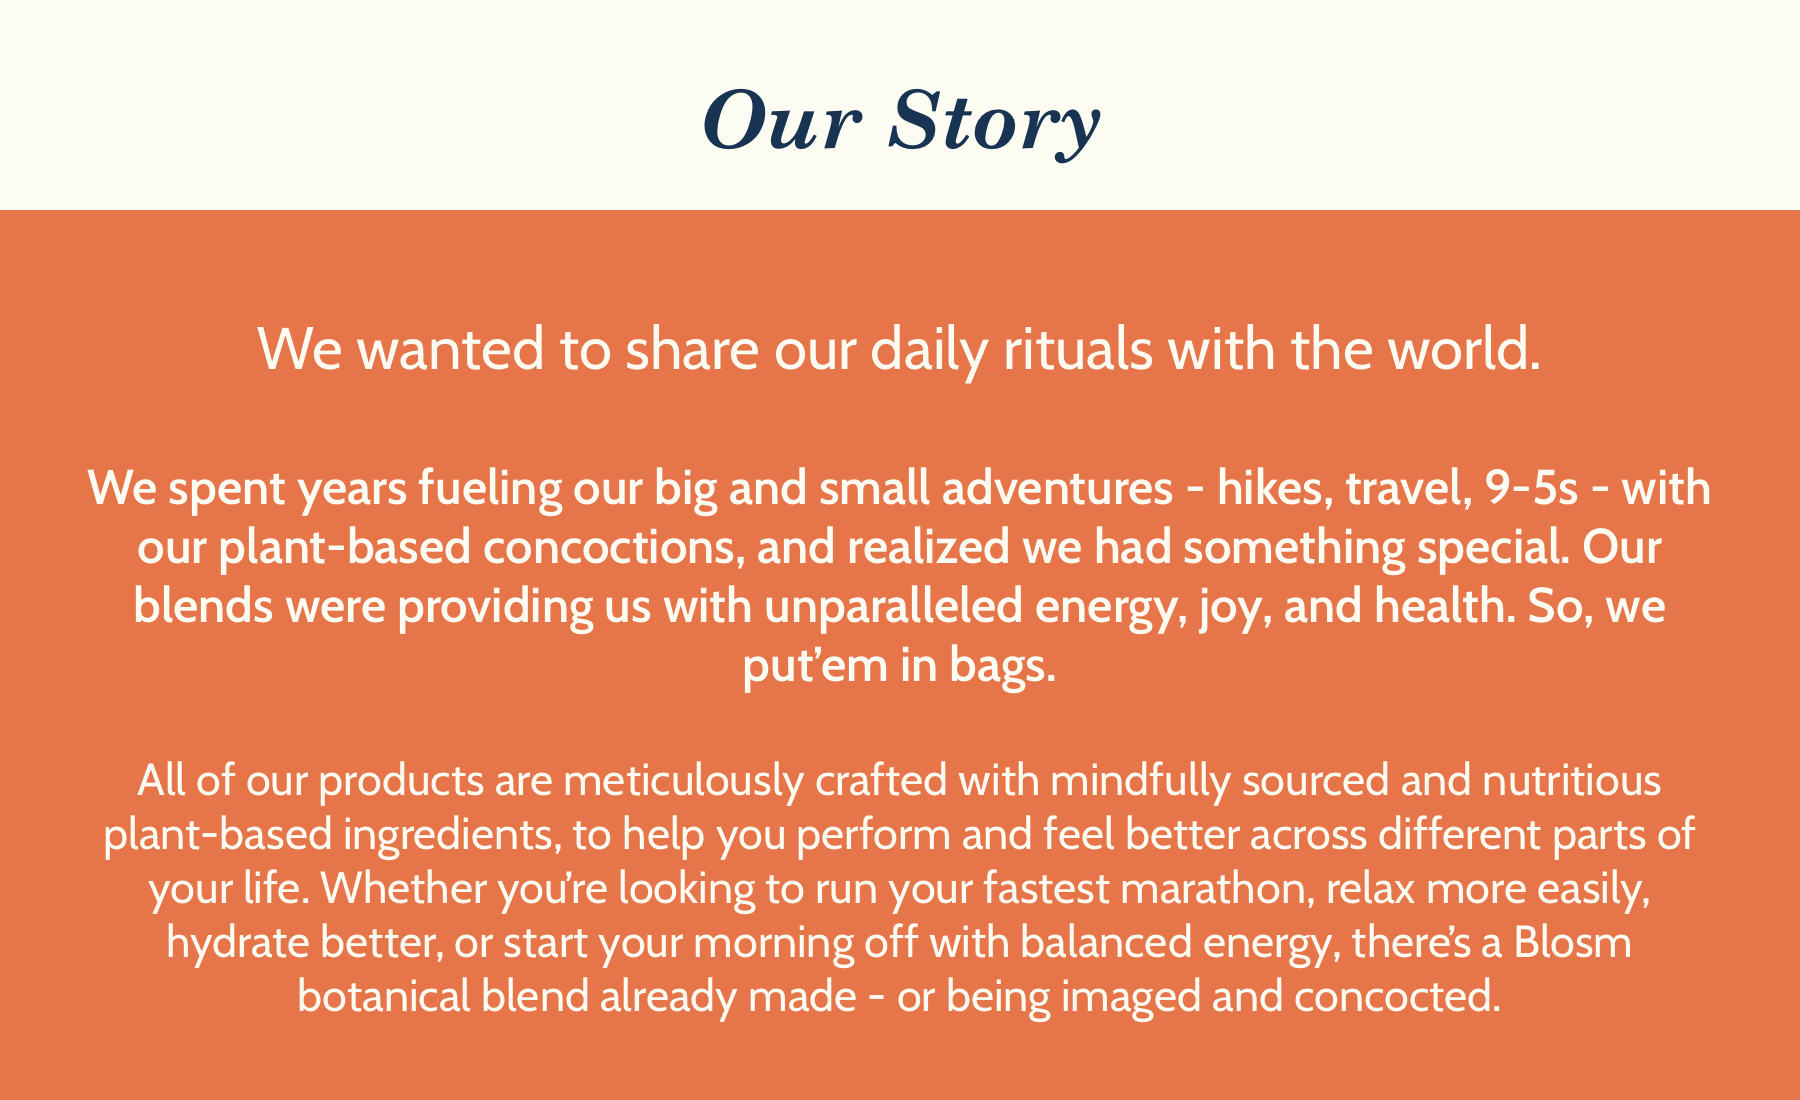 Our Story
We wanted to share our daily rituals with the world.
We spent years fueling our big and small adventures - hikes, travel, 9-5s - with
our plant-based concoctions, and realized we had something special. Our
blends were providing us with unparalleled energy, joy, and health. So, we
put’em in bags.
All of our products are meticulously crafted with mindfully sourced and nutritious
plant-based ingredients, to help you perform and feel better across different parts of
your life. Whether you’re looking to run your fastest marathon, relax more easily,
hydrate better, or start your morning off with balanced energy, there’s a Blosm
botanical blend already made - or being imaged and concocted.